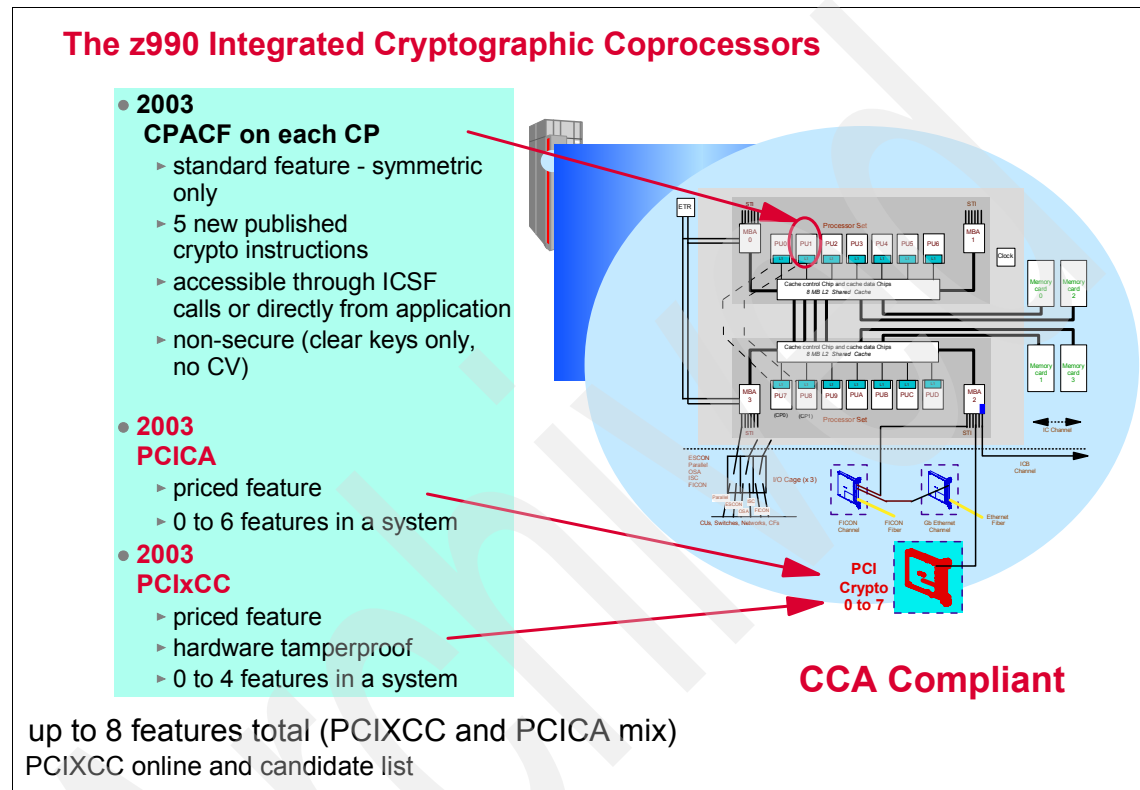 The z990 Integrated Cryptographic Coprocessors
2003
CPACF on each CP
standard feature - symmetric
only
5 new published
crypto instructions
accessible through ICSF
calls or directly from application
non-secure (clear keys only,
no CV)
2003
PCICA
priced feature
0 to 6 features in a system
2003
PCIxCC
priced feature
hardware tamperproof
0 to 4 features in a system
up to 8 features total (PCIXCC and PCICA mix)
PCIXCC online and candidate list
ETR
STI
STI
MBA
0
Processor Set
MBA
1
PU0
PU1
PU2
PU3
PU4
PU5
PU6
Clock
Cache control Chip and cache data Chips
8 MB L2 Shared Cache
Memory
card
0
Memory
card
2
Cache control Chip and cache data Chips
8 MB L2 Shared Cache
Memory
card
1
Memory
card
3
MBA
3
PU7
PU8
PU9
PUA
PUB
PUC
PUD
MBA
2
(CP0)
(CP1)
Processor Set
STI
STI
IC Channel
ESCON
Parallel
OSA
ISC
FICON
I/O Cage (x 3)
ICB
Channel
Parallel
ESCON
OSA
ISC
FICON
CUs, Switches, Networks, CFs
FICON
Channel
FICON
Fiber
Gb Ethernet
Channel
Ethernet
Fiber
PCI
Crypto
0 to 7
CCA Compliant